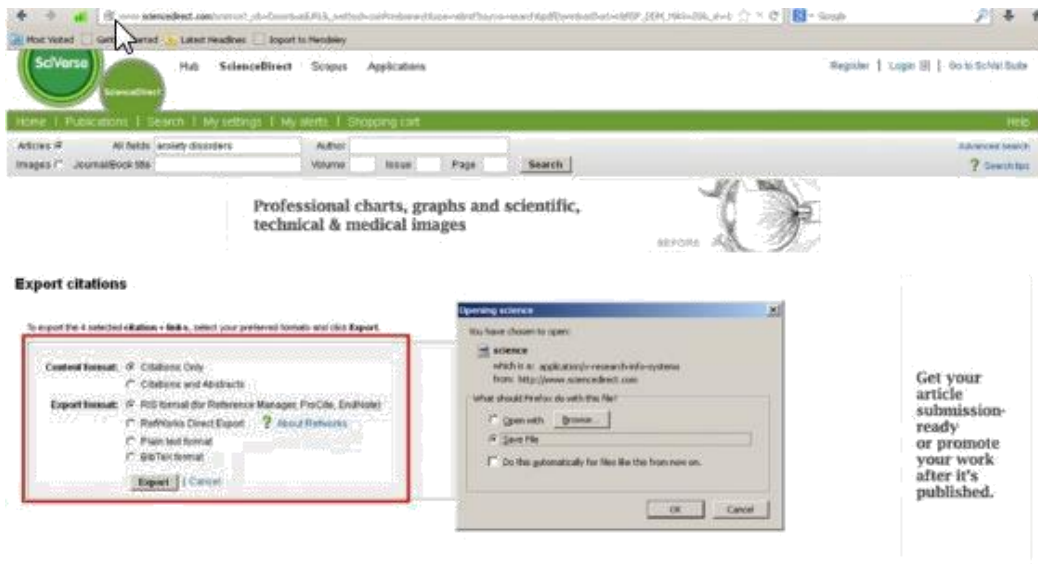 www.sciencedirect.com
Most Visited Getting Started Latest Headlines Import to Mendeley
SciVerse
ScienceDirect
Hub ScienceDirect Scopus Applications
Register | Login | Go to SciVal Suite
Home | Publications | Search | My settings | My alerts | Shopping cart
Help
Articles All fields anxiety disorders Author
Advanced search
Images Journal/Book title Volume Issue Page Search
? Search tips
Professional charts, graphs and scientific,
technical & medical images
BEFORE
Export citations
To export the 4 selected citation + links, select your preferred formats and click Export.
Content format: Citations Only
Citations and Abstracts
Export format: RIS format (for Reference Manager, ProCite, EndNote)
RefWorks Direct Export ? About Refworks
Plain text format
BibTex format
Export | Cancel
Opening science
You have chosen to open:
science
which is a: application/x-research-info-systems
from: http://www.sciencedirect.com
What should Firefox do with this file?
Open with Browse...
Save File
Do this automatically for files like this from now on.
OK Cancel
Get your
article
submission-
ready
or promote
your work
after it's
published.